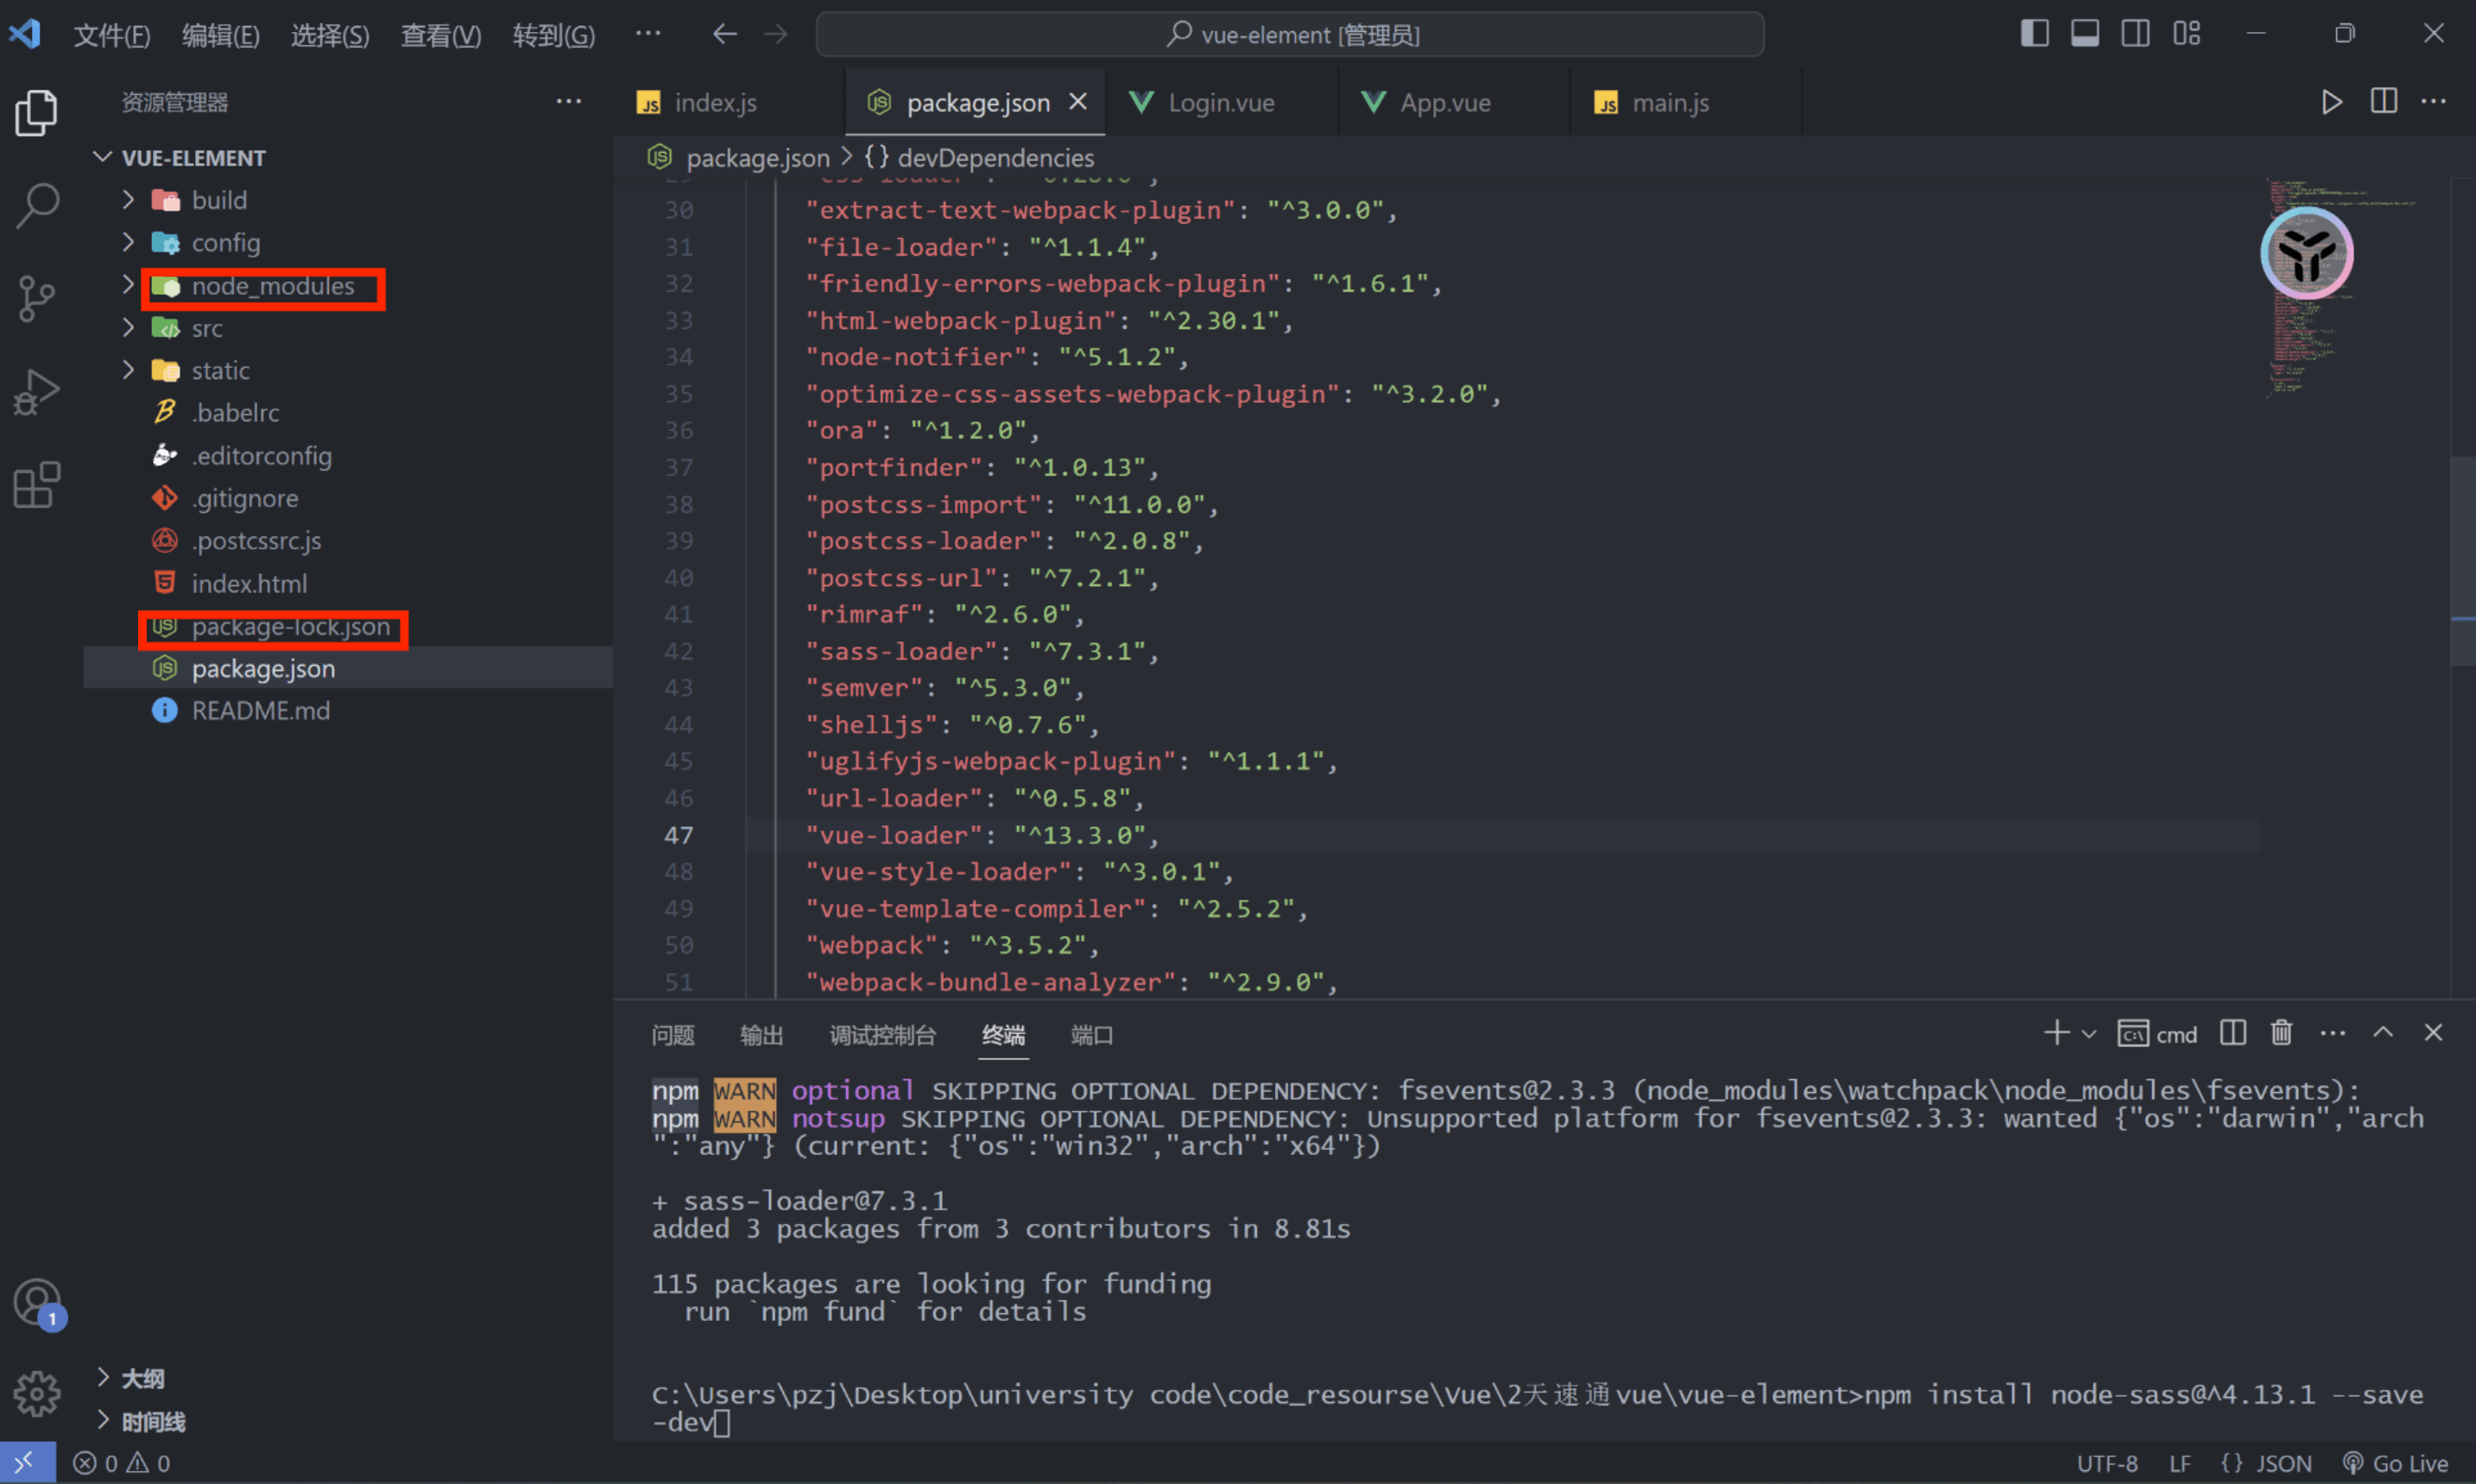 文件(F) 编辑(E) 选择(S) 查看(V) 转到(G) ··· vue-element [管理员]
资源管理器 ···
VUE-ELEMENT
build
config
node_modules
src
static
.babelrc
.editorconfig
.gitignore
.postcssrc.js
index.html
package-lock.json
package.json
README.md
1
大纲
时间线
JS index.js package.json Login.vue App.vue JS main.js
package.json > {} devDependencies
30 "extract-text-webpack-plugin": "^3.0.0",
31 "file-loader": "^1.1.4",
32 "friendly-errors-webpack-plugin": "^1.6.1",
33 "html-webpack-plugin": "^2.30.1",
34 "node-notifier": "^5.1.2",
35 "optimize-css-assets-webpack-plugin": "^3.2.0",
36 "ora": "^1.2.0",
37 "portfinder": "^1.0.13",
38 "postcss-import": "^11.0.0",
39 "postcss-loader": "^2.0.8",
40 "postcss-url": "^7.2.1",
41 "rimraf": "^2.6.0",
42 "sass-loader": "^7.3.1",
43 "semver": "^5.3.0",
44 "shelljs": "^0.7.6",
45 "uglifyjs-webpack-plugin": "^1.1.1",
46 "url-loader": "^0.5.8",
47 "vue-loader": "^13.3.0",
48 "vue-style-loader": "^3.0.1",
49 "vue-template-compiler": "^2.5.2",
50 "webpack": "^3.5.2",
51 "webpack-bundle-analyzer": "^2.9.0",
问题 输出 调试控制台 终端 端口 cmd
npm WARN optional SKIPPING OPTIONAL DEPENDENCY: fsevents@2.3.3 (node_modules\watchpack\node_modules\fsevents):
npm WARN notsup SKIPPING OPTIONAL DEPENDENCY: Unsupported platform for fsevents@2.3.3: wanted {"os":"darwin","arch
":"any"} (current: {"os":"win32","arch":"x64"})
+ sass-loader@7.3.1
added 3 packages from 3 contributors in 8.81s
115 packages are looking for funding
run `npm fund` for details
C:\Users\pzj\Desktop\university code\code_resourse\Vue\2天速通vue\vue-element>npm install node-sass@^4.13.1 --save
-dev
0 0 UTF-8 LF {} JSON Go Live